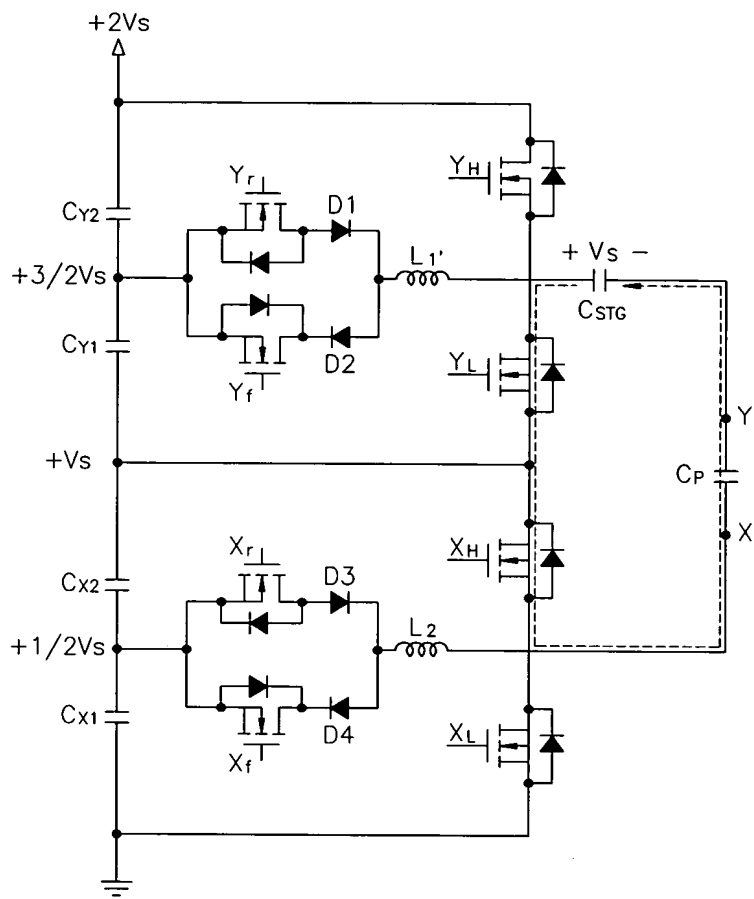 +2Vs
YH
Yr
D1
CY2
L1'
+ Vs −
+3/2Vs
CSTG
CY1
D2
YL
Yf
Y
+Vs
CP
Xr
XH
X
D3
CX2
L2
+1/2Vs
CX1
D4
XL
Xf